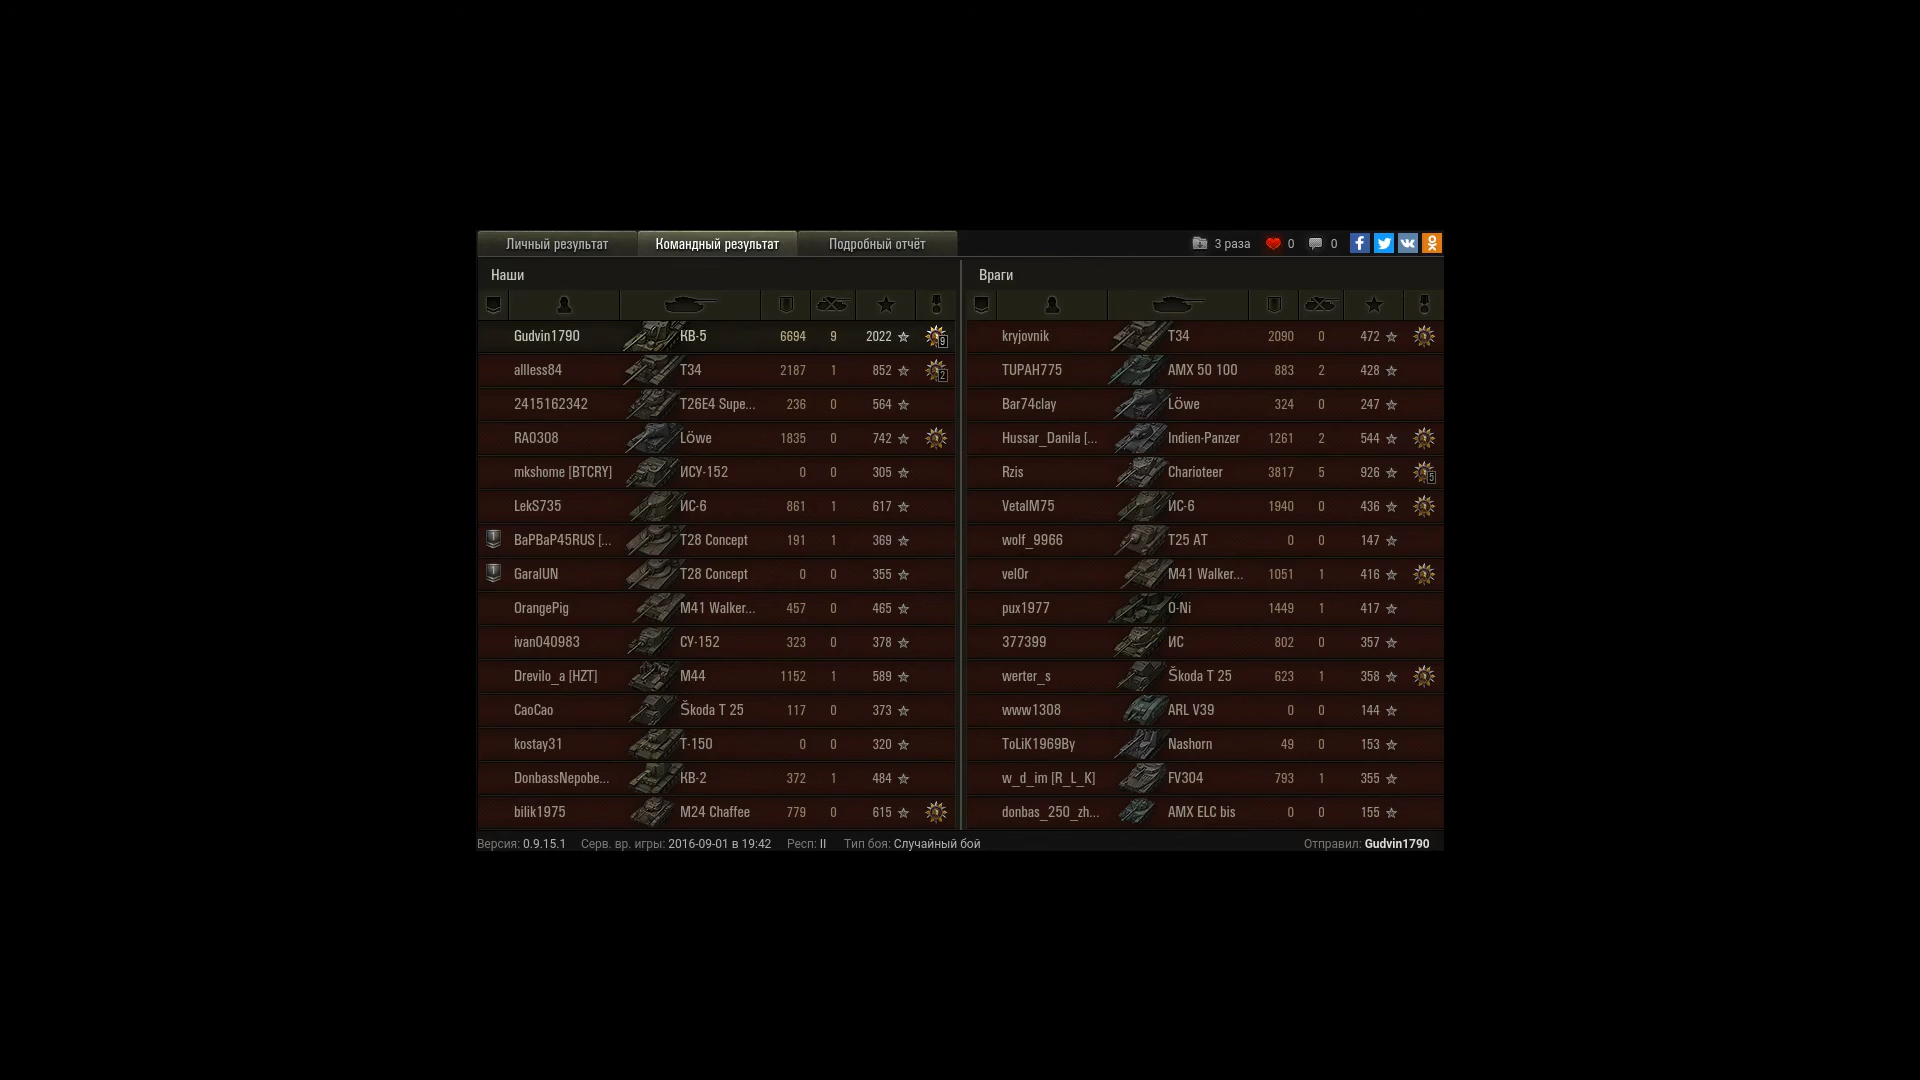 Личный результат Командный результат Подробный отчёт 3 раза 0 0
Наши Враги
Gudvin1790 КВ-5 6694 9 2022 9
allless84 T34 2187 1 852 2
2415162342 T26E4 Supe... 236 0 564
RA0308 Löwe 1835 0 742
mkshome [BTCRY] ИСУ-152 0 0 305
LekS735 ИС-6 861 1 617
BaPBaP45RUS [... T28 Concept 191 1 369
GaralUN T28 Concept 0 0 355
OrangePig M41 Walker... 457 0 465
ivan040983 СУ-152 323 0 378
Drevilo_a [HZT] M44 1152 1 589
CaoCao Škoda T 25 117 0 373
kostay31 Т-150 0 0 320
DonbassNepobe... КВ-2 372 1 484
bilik1975 M24 Chaffee 779 0 615
kryjovnik T34 2090 0 472
TUPAH775 AMX 50 100 883 2 428
Bar74clay Löwe 324 0 247
Hussar_Danila [... Indien-Panzer 1261 2 544
Rzis Charioteer 3817 5 926 5
VetalM75 ИС-6 1940 0 436
wolf_9966 T25 AT 0 0 147
vel0r M41 Walker... 1051 1 416
pux1977 O-Ni 1449 1 417
377399 ИС 802 0 357
werter_s Škoda T 25 623 1 358
www1308 ARL V39 0 0 144
ToLiK1969By Nashorn 49 0 153
w_d_im [R_L_K] FV304 793 1 355
donbas_250_zh... AMX ELC bis 0 0 155
Версия: 0.9.15.1 Серв. вр. игры: 2016-09-01 в 19:42 Респ: II Тип боя: Случайный бой Отправил: Gudvin1790